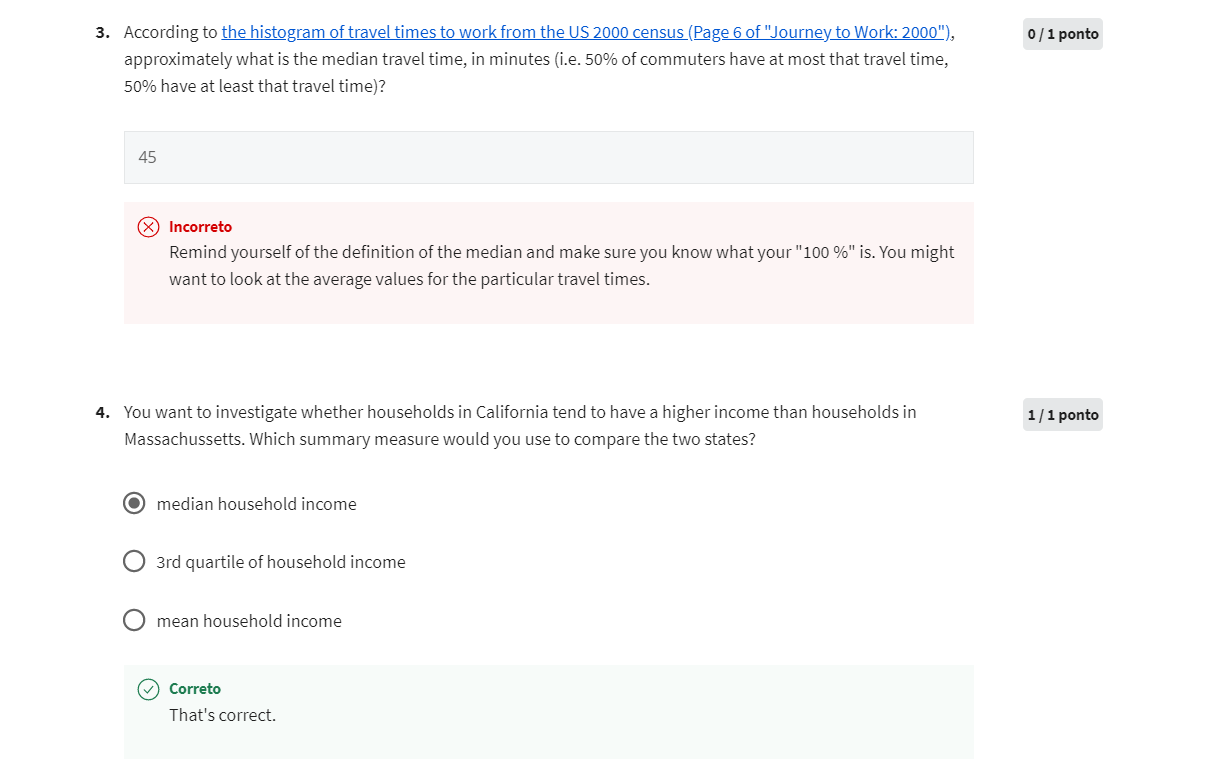 3. According to the histogram of travel times to work from the US 2000 census (Page 6 of "Journey to Work: 2000"),
0 / 1 ponto
approximately what is the median travel time, in minutes (i.e. 50% of commuters have at most that travel time,
50% have at least that travel time)?
45
Incorreto
Remind yourself of the definition of the median and make sure you know what your "100 %" is. You might
want to look at the average values for the particular travel times.
4. You want to investigate whether households in California tend to have a higher income than households in
1 / 1 ponto
Massachussetts. Which summary measure would you use to compare the two states?
median household income
3rd quartile of household income
mean household income
Correto
That's correct.